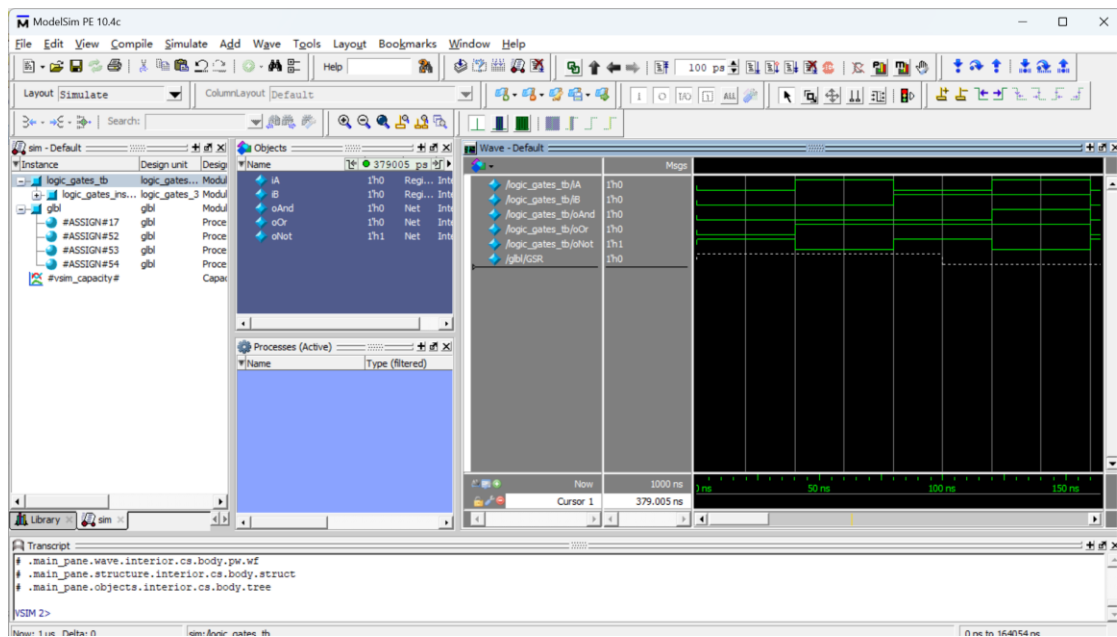 ModelSim PE 10.4c
File Edit View Compile Simulate Add Wave Tools Layout Bookmarks Window Help
Help
100 ps
Layout Simulate
ColumnLayout Default
ALL
Search:
sim - Default
Instance Design unit
logic_gates_tb logic_gates... Modul
logic_gates_ins... logic_gates_3 Modul
glbl glbl Modul
#ASSIGN#17 glbl Proce
#ASSIGN#52 glbl Proce
#ASSIGN#53 glbl Proce
#ASSIGN#54 glbl Proce
#vsim_capacity# Capac
Library
sim
Objects
Name 379005 ps
iA 1'h0 Regi... Inte
iB 1'h0 Regi... Inte
oAnd 1'h0 Net Inte
oOr 1'h0 Net Inte
oNot 1'h1 Net Inte
Processes (Active)
Name Type (filtered)
Wave - Default
Msgs
/logic_gates_tb/iA 1'h0
/logic_gates_tb/iB 1'h0
/logic_gates_tb/oAnd 1'h0
/logic_gates_tb/oOr 1'h0
/logic_gates_tb/oNot 1'h1
/glbl/GSR 1'h0
Now 1000 ns
Cursor 1 379.005 ns
50 ns 100 ns 150 ns
Transcript
# .main_pane.wave.interior.cs.body.pw.wf
# .main_pane.structure.interior.cs.body.struct
# .main_pane.objects.interior.cs.body.tree
VSIM 2>
Now: 1 us Delta: 0
sim:/logic_gates_tb
0 ps to 164054 ps